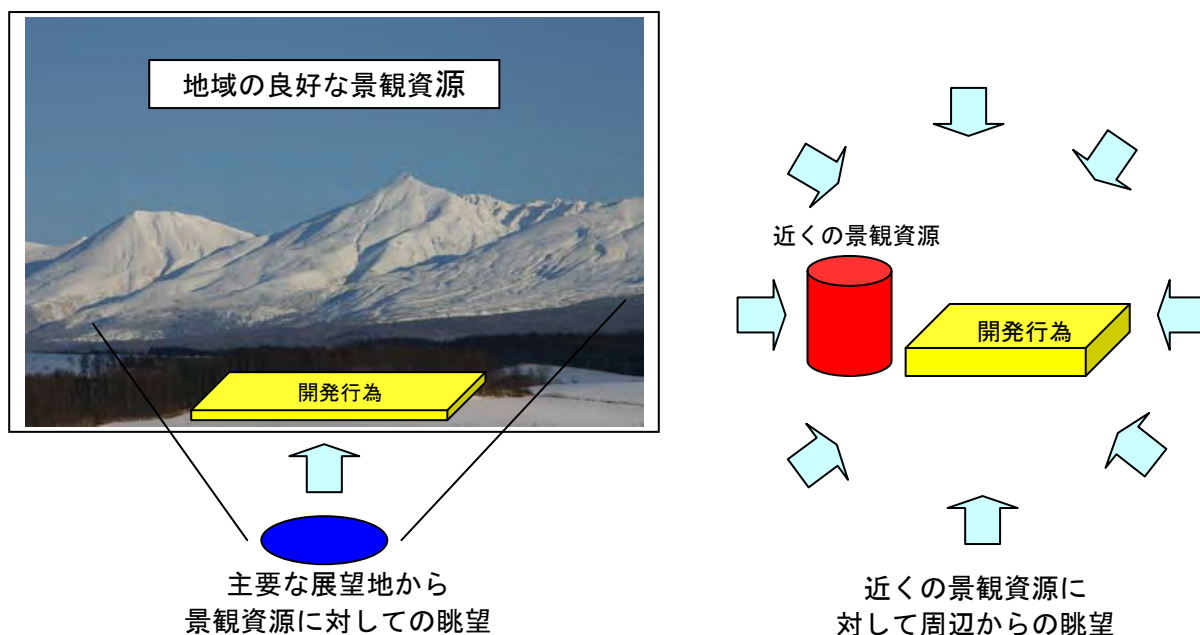 地域の良好な景観資源
開発行為
主要な展望地から
景観資源に対しての眺望
近くの景観資源
開発行為
近くの景観資源に
対して周辺からの眺望